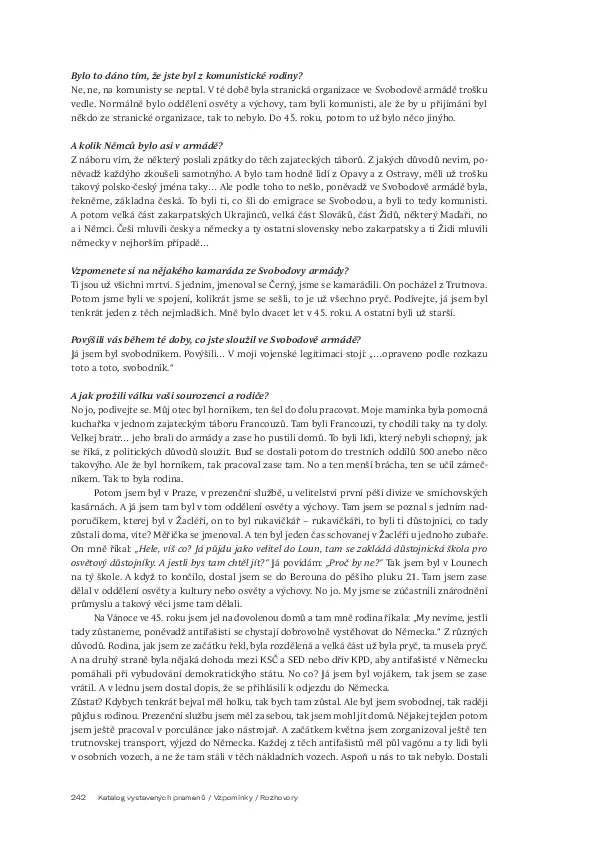 Bylo to dáno tím, že jste byl z komunistické rodiny?
Ne, ne, na komunisty se neptal. V té době byla stranická organizace ve Svobodově armádě trošku
vedle. Normálně bylo oddělení osvěty a výchovy, tam byli komunisti, ale že by u přijímání byl
někdo ze stranické organizace, tak to nebylo. Do 45. roku, potom to už bylo něco jinýho.
A kolik Němců bylo asi v armádě?
Z náboru vím, že některý poslali zpátky do těch zajateckých táborů. Z jakých důvodů nevím, po-
něvadž každýho zkoušeli samotnýho. A bylo tam hodně lidí z Opavy a z Ostravy, měli už trošku
takový polsko-český jména taky… Ale podle toho to nešlo, poněvadž ve Svobodově armádě byla,
řekněme, základna česká. To byli ti, co šli do emigrace se Svobodou, a byli to tedy komunisti.
A potom velká část zakarpatských Ukrajinců, velká část Slováků, část Židů, některý Maďaři, no
a i Němci. Češi mluvili česky a německy a ty ostatní slovensky nebo zakarpatsky a ti Židi mluvili
německy v nejhorším případě…
Vzpomenete si na nějakého kamaráda ze Svobodovy armády?
Ti jsou už všichni mrtví. S jedním, jmenoval se Černý, jsme se kamarádili. On pocházel z Trutnova.
Potom jsme byli ve spojení, kolikrát jsme se sešli, to je už všechno pryč. Podívejte, já jsem byl
tenkrát jeden z těch nejmladších. Mně bylo dvacet let v 45. roku. A ostatní byli už starší.
Povýšili vás během té doby, co jste sloužil ve Svobodově armádě?
Já jsem byl svobodníkem. Povýšili… V mojí vojenské legitimaci stojí: „…opraveno podle rozkazu
toto a toto, svobodník.“
A jak prožili válku vaši sourozenci a rodiče?
No jo, podívejte se. Můj otec byl horníkem, ten šel do dolu pracovat. Moje maminka byla pomocná
kuchařka v jednom zajateckým táboru Francouzů. Tam byli Francouzi, ty chodili taky na ty doly.
Velkej bratr… jeho brali do armády a zase ho pustili domů. To byli lidi, který nebyli schopný, jak
se říká, z politických důvodů sloužit. Buď se dostali potom do trestních oddílů 500 anebo něco
takovýho. Ale že byl horníkem, tak pracoval zase tam. No a ten menší brácha, ten se učil zámeč-
níkem. Tak to byla rodina.
Potom jsem byl v Praze, v prezenční službě, u velitelství první pěší divize ve smíchovských
kasárnách. A já jsem tam byl v tom oddělení osvěty a výchovy. Tam jsem se poznal s jedním nad-
poručíkem, kterej byl v Žacléři, on to byl rukavičkář – rukavičkáři, to byli ti důstojníci, co tady
zůstali doma, víte? Měřička se jmenoval. A ten byl jeden čas schovanej v Žacléři u jednoho zubaře.
On mně říkal: „Hele, víš co? Já půjdu jako velitel do Loun, tam se zakládá důstojnická škola pro
osvětový důstojníky. A jestli bys tam chtěl jít?“ Já povídám: „Proč by ne?“ Tak jsem byl v Lounech
na tý škole. A když to končilo, dostal jsem se do Berouna do pěšího pluku 21. Tam jsem zase
dělal v oddělení osvěty a kultury nebo osvěty a výchovy. No jo. My jsme se zúčastnili znárodnění
průmyslu a takový věci jsme tam dělali.
Na Vánoce ve 45. roku jsem jel na dovolenou domů a tam mně rodina říkala: „My nevíme, jestli
tady zůstaneme, poněvadž antifašisti se chystají dobrovolně vystěhovat do Německa.“ Z různých
důvodů. Rodina, jak jsem ze začátku řekl, byla rozdělená a velká část už byla pryč, ta musela pryč.
A na druhý straně byla nějaká dohoda mezi KSČ a SED nebo dřív KPD, aby antifašisté v Německu
pomáhali při vybudování demokratickýho státu. No co? Já jsem byl vojákem, tak jsem se zase
vrátil. A v lednu jsem dostal dopis, že se přihlásili k odjezdu do Německa.
Zůstat? Kdybych tenkrát bejval měl holku, tak bych tam zůstal. Ale byl jsem svobodnej, tak raději
půjdu s rodinou. Prezenční službu jsem měl za sebou, tak jsem mohl jít domů. Nějakej tejden potom
jsem ještě pracoval v porculánce jako nástrojař. A začátkem května jsem zorganizoval ještě ten
trutnovskej transport, výjezd do Německa. Každej z těch antifašistů měl půl vagónu a ty lidi byli
v osobních vozech, a ne že tam stáli v těch nákladních vozech. Aspoň u nás to tak nebylo. Dostali
242 Katalog vystavených pramenů / Vzpomínky / Rozhovory